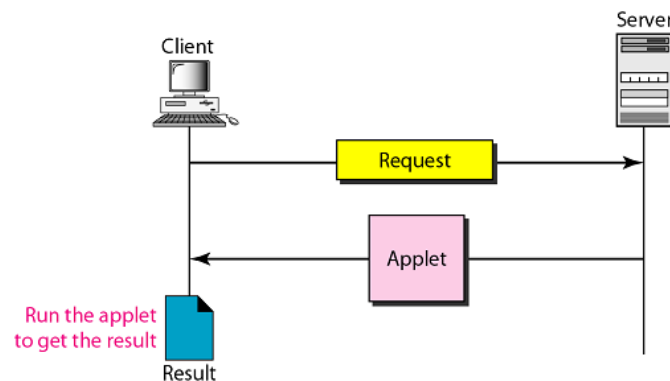 Server
Client
Request
Applet
Run the applet
to get the result
Result